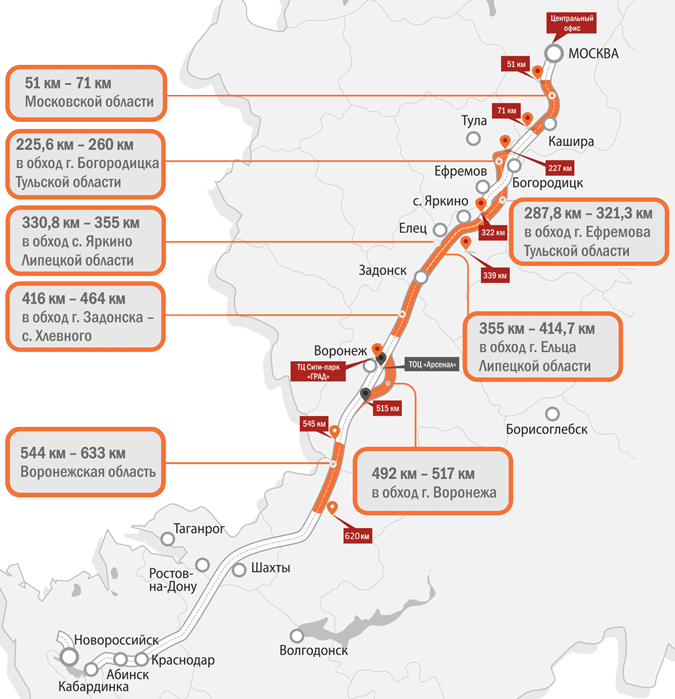 Центральный
офис
МОСКВА
51 км
51 км – 71 км
Московской области
71 км
Тула
Кашира
225,6 км – 260 км
в обход г. Богородицка
Тульской области
227 км
Ефремов
Богородицк
с. Яркино
287,8 км – 321,3 км
в обход г. Ефремова
Тульской области
330,8 км – 355 км
в обход с. Яркино
Липецкой области
Елец
322 км
339 км
Задонск
416 км – 464 км
в обход г. Задонска –
с. Хлевного
355 км – 414,7 км
в обход г. Ельца
Липецкой области
Воронеж
ТЦ Сити-парк
«ГРАД»
ТОЦ «Арсенал»
515 км
Борисоглебск
545 км
544 км – 633 км
Воронежская область
492 км – 517 км
в обход г. Воронежа
620 км
Таганрог
Ростов-
на-Дону
Шахты
Новороссийск
Волгодонск
Краснодар
Абинск
Кабардинка